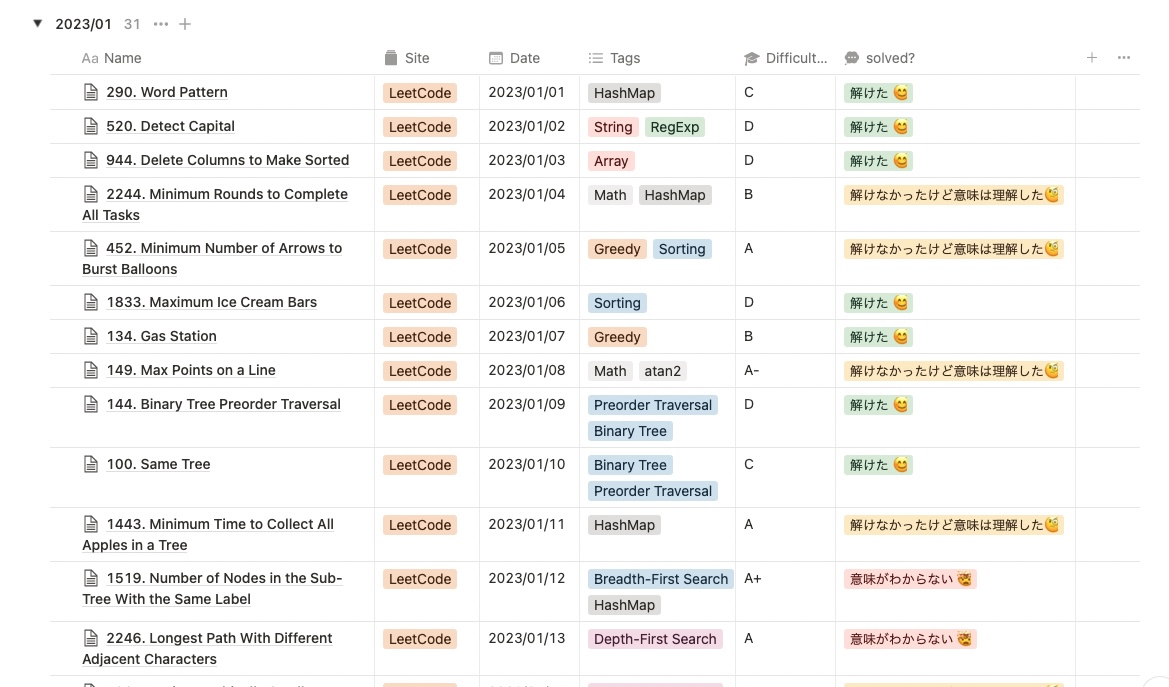 2023/01 31
Name Site Date Tags Difficult... solved?
290. Word Pattern LeetCode 2023/01/01 HashMap C 解けた 😊
520. Detect Capital LeetCode 2023/01/02 String RegExp D 解けた 😊
944. Delete Columns to Make Sorted LeetCode 2023/01/03 Array D 解けた 😊
2244. Minimum Rounds to Complete LeetCode 2023/01/04 Math HashMap B 解けなかったけど意味は理解した🧐
All Tasks
452. Minimum Number of Arrows to LeetCode 2023/01/05 Greedy Sorting A 解けなかったけど意味は理解した🧐
Burst Balloons
1833. Maximum Ice Cream Bars LeetCode 2023/01/06 Sorting D 解けた 😊
134. Gas Station LeetCode 2023/01/07 Greedy B 解けた 😊
149. Max Points on a Line LeetCode 2023/01/08 Math atan2 A- 解けなかったけど意味は理解した🧐
144. Binary Tree Preorder Traversal LeetCode 2023/01/09 Preorder Traversal D 解けた 😊
Binary Tree
100. Same Tree LeetCode 2023/01/10 Binary Tree C 解けた 😊
Preorder Traversal
1443. Minimum Time to Collect All LeetCode 2023/01/11 HashMap A 解けなかったけど意味は理解した🧐
Apples in a Tree
1519. Number of Nodes in the Sub- LeetCode 2023/01/12 Breadth-First Search A+ 意味がわからない 🤯
Tree With the Same Label HashMap
2246. Longest Path With Different LeetCode 2023/01/13 Depth-First Search A 意味がわからない 🤯
Adjacent Characters